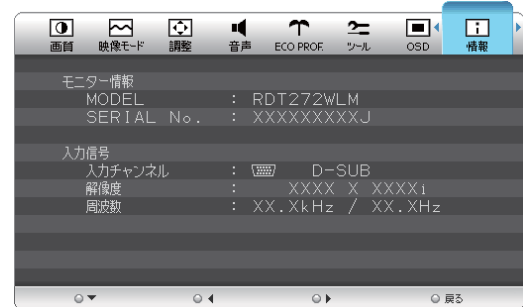 画質 映像モード 調整 音声 ECO PROF. ツール OSD 情報
モニター情報
MODEL : RDT272WLM
SERIAL No. : XXXXXXXXXJ
入力信号
入力チャンネル : D-SUB
解像度 : XXXX X XXXXi
周波数 : XX.XkHz / XX.XHz
戻る